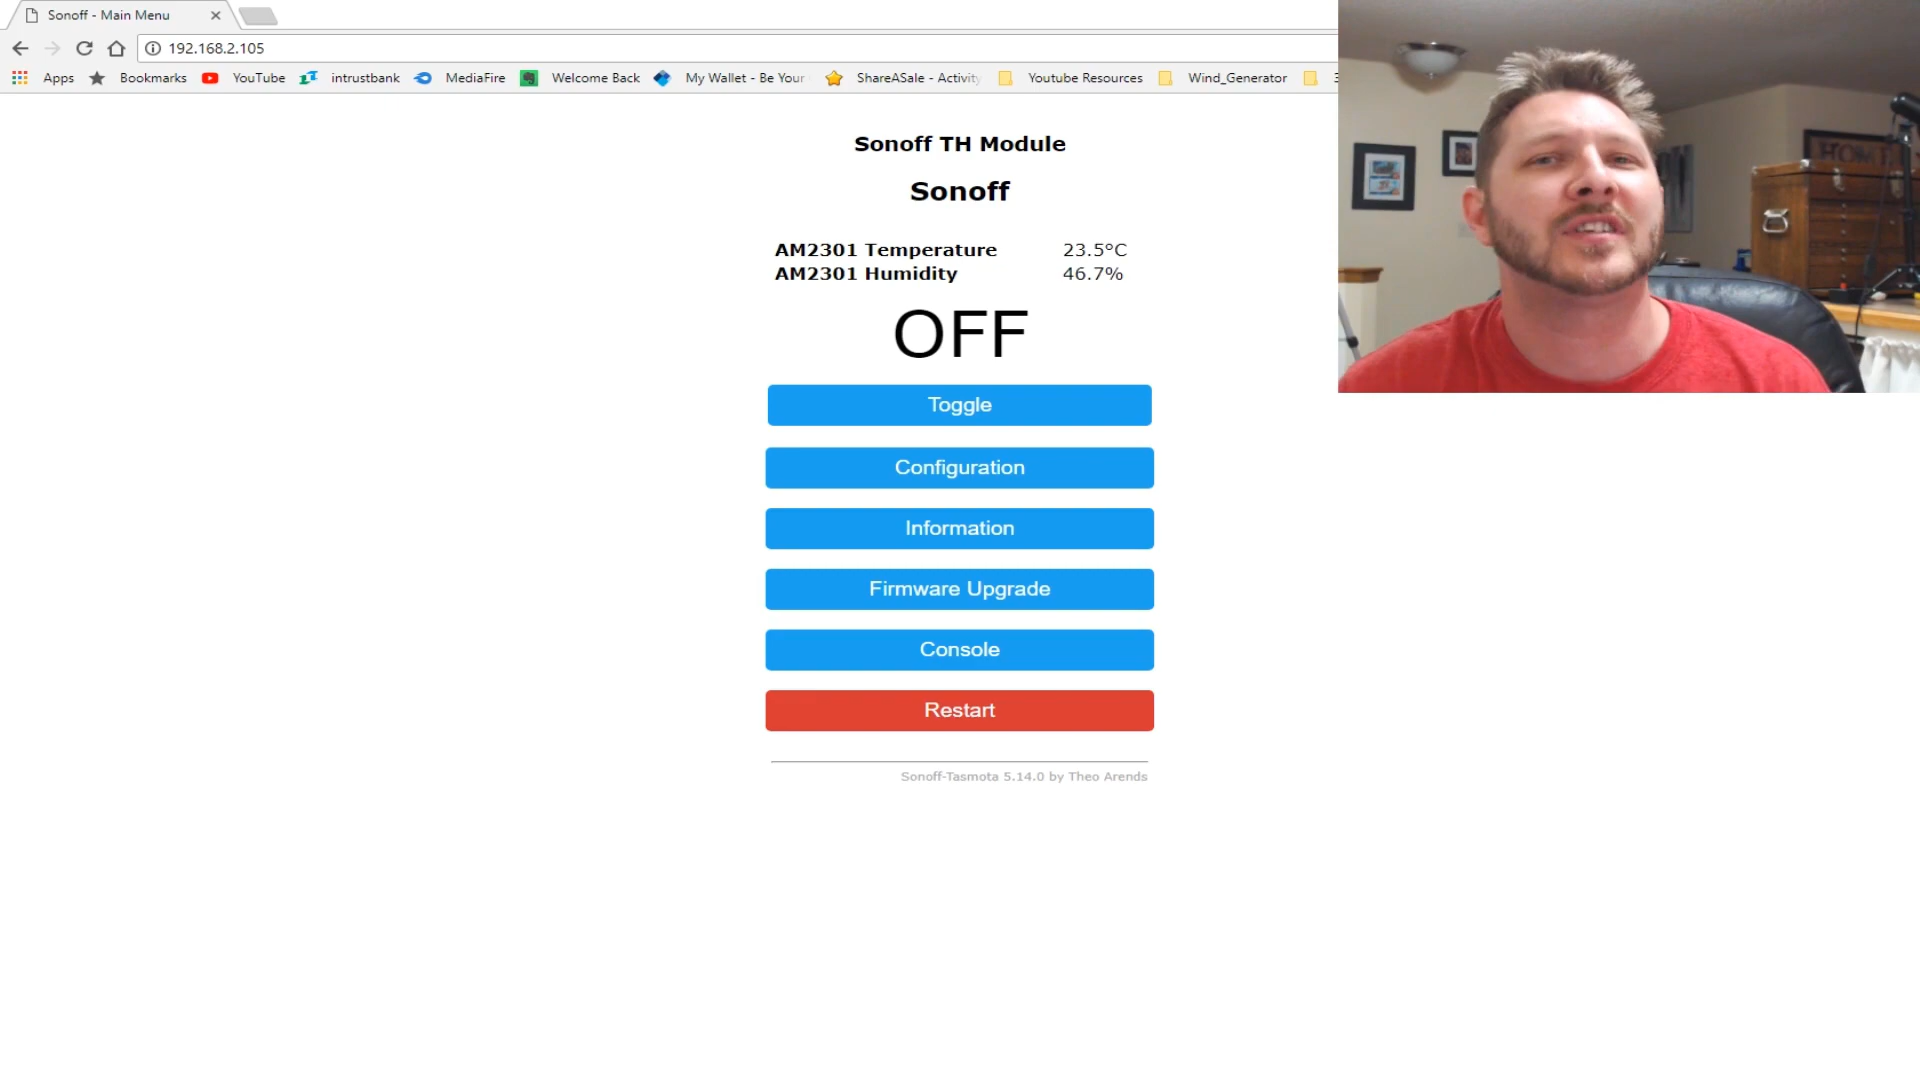 Sonoff - Main Menu
192.168.2.105
Apps Bookmarks YouTube intrustbank MediaFire Welcome Back My Wallet - Be Your ShareASale - Activity Youtube Resources Wind_Generator 3
Sonoff TH Module
Sonoff
AM2301 Temperature 23.5°C
AM2301 Humidity 46.7%
OFF
Toggle
Configuration
Information
Firmware Upgrade
Console
Restart
Sonoff-Tasmota 5.14.0 by Theo Arends